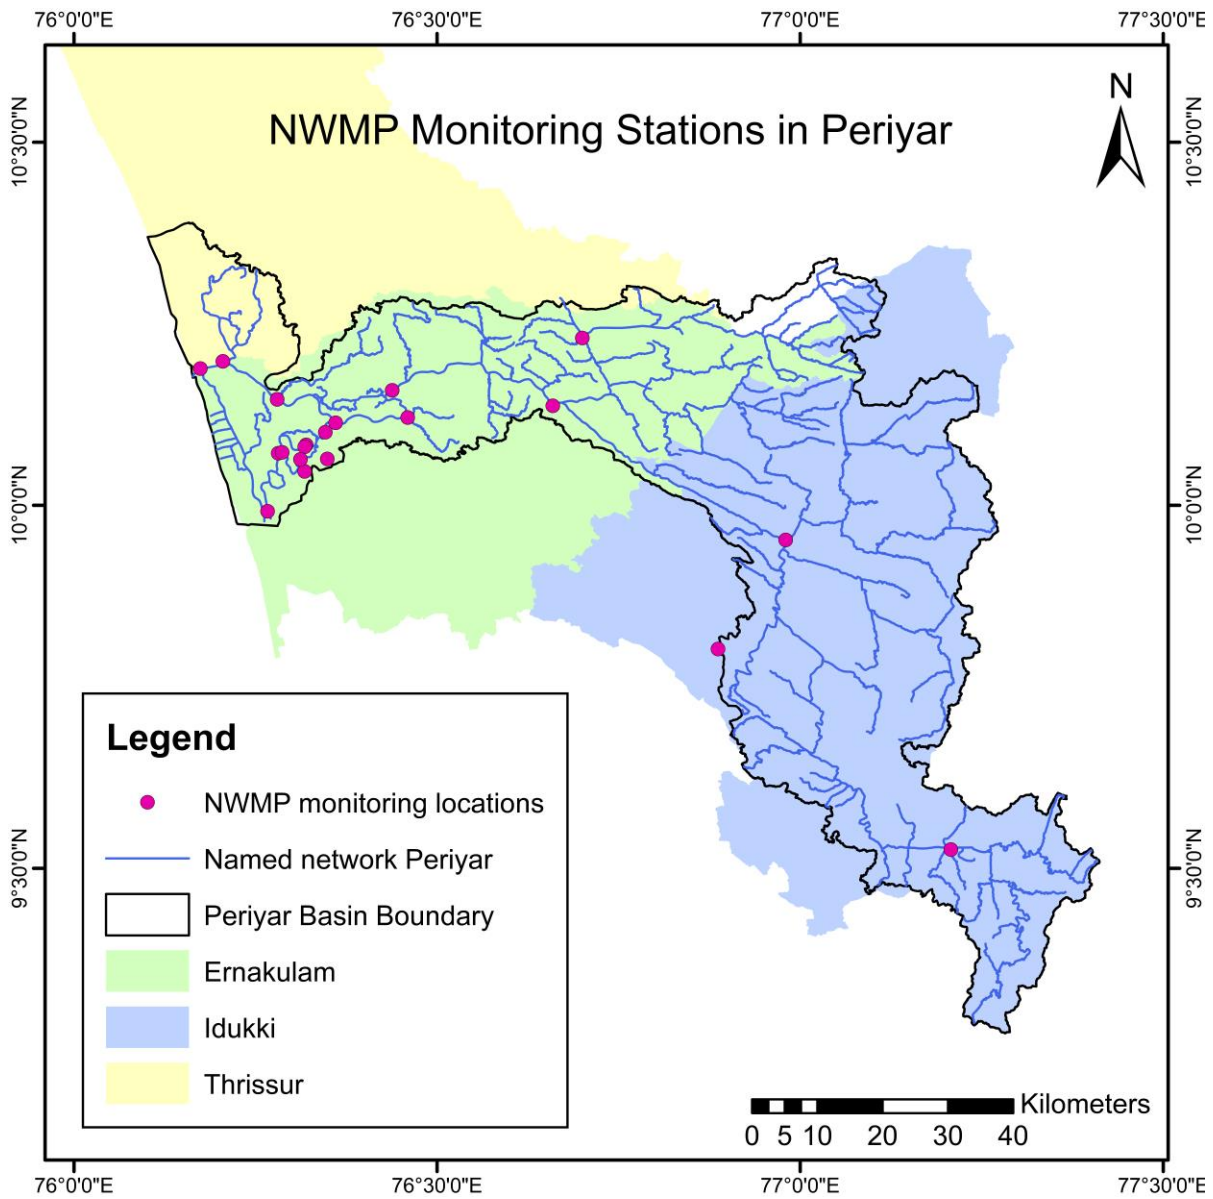 76°0'0"E 76°30'0"E 77°0'0"E 77°30'0"E
NWMP Monitoring Stations in Periyar
N
10°30'0"N
10°30'0"N
10°0'0"N
10°0'0"N
9°30'0"N
9°30'0"N
Legend
NWMP monitoring locations
Named network Periyar
Periyar Basin Boundary
Ernakulam
Idukki
Thrissur
Kilometers
0 5 10 20 30 40
76°0'0"E 76°30'0"E 77°0'0"E 77°30'0"E